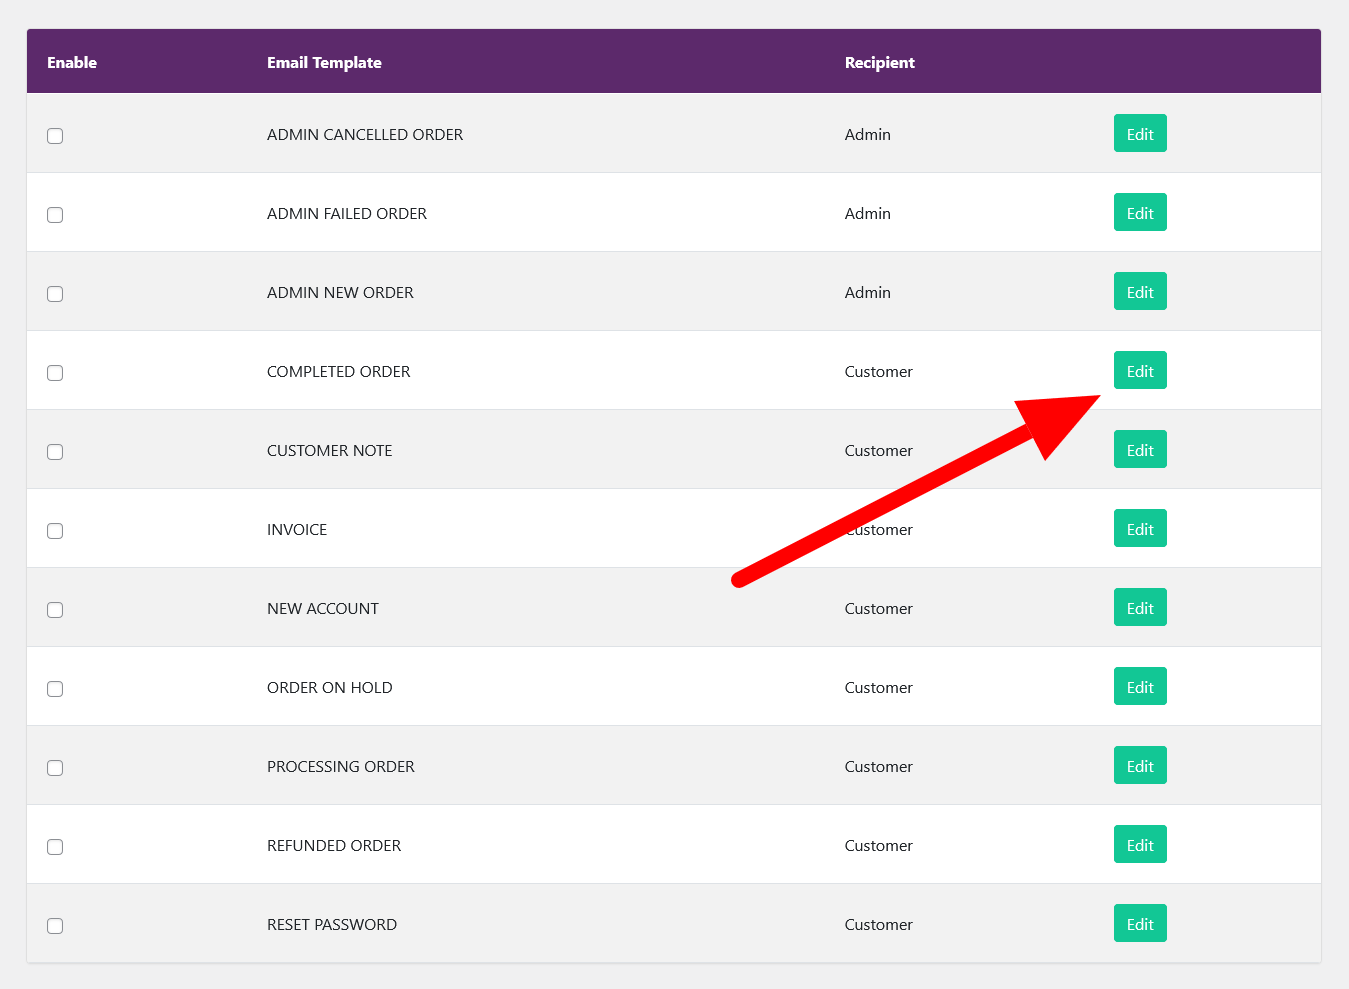 Enable Email Template Recipient
ADMIN CANCELLED ORDER Admin Edit
ADMIN FAILED ORDER Admin Edit
ADMIN NEW ORDER Admin Edit
COMPLETED ORDER Customer Edit
CUSTOMER NOTE Customer Edit
INVOICE Customer Edit
NEW ACCOUNT Customer Edit
ORDER ON HOLD Customer Edit
PROCESSING ORDER Customer Edit
REFUNDED ORDER Customer Edit
RESET PASSWORD Customer Edit